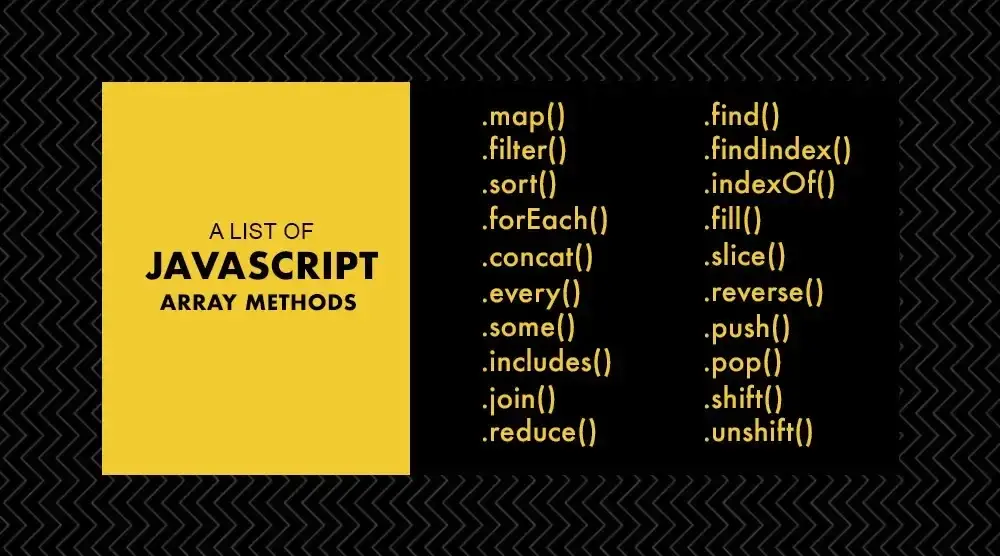 A LIST OF
JAVASCRIPT
ARRAY METHODS
.map()
.filter()
.sort()
.forEach()
.concat()
.every()
.some()
.includes()
.join()
.reduce()
.find()
.findIndex()
.indexOf()
.fill()
.slice()
.reverse()
.push()
.pop()
.shift()
.unshift()